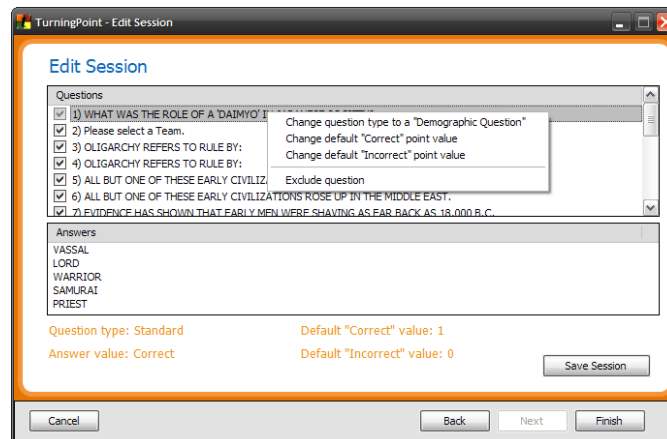 TurningPoint - Edit Session
Edit Session
Questions
1) WHAT WAS THE ROLE OF A 'DAIMYO'
2) Please select a Team.
3) OLIGARCHY REFERS TO RULE BY:
4) OLIGARCHY REFERS TO RULE BY:
5) ALL BUT ONE OF THESE EARLY
6) ALL BUT ONE OF THESE EARLY CIVILIZATIONS ROSE UP IN THE MIDDLE EAST.
7) EVIDENCE HAS SHOWN THAT EARLY MEN WERE SHAVING AS FAR BACK AS 18,000 B.C.
Change question type to a "Demographic Question"
Change default "Correct" point value
Change default "Incorrect" point value
Exclude question
Answers
VASSAL
LORD
WARRIOR
SAMURAI
PRIEST
Question type: Standard Default "Correct" value: 1
Answer value: Correct Default "Incorrect" value: 0
Save Session
Cancel Back Next Finish